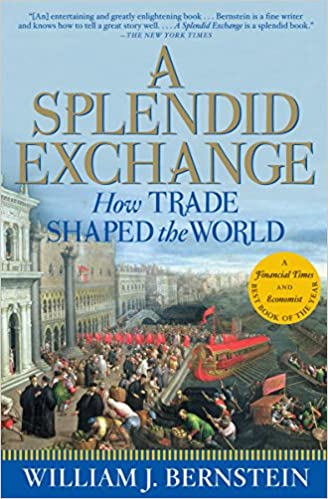 "[An] entertaining and greatly enlightening book . . . Bernstein is a fine writer
and knows how to tell a great story well. . . . A Splendid Exchange is a splendid book."
—THE NEW YORK TIMES
A
SPLENDID
EXCHANGE
How TRADE
SHAPED the WORLD
A
Financial Times
AND
Economist
BEST BOOK OF THE YEAR
WILLIAM J. BERNSTEIN